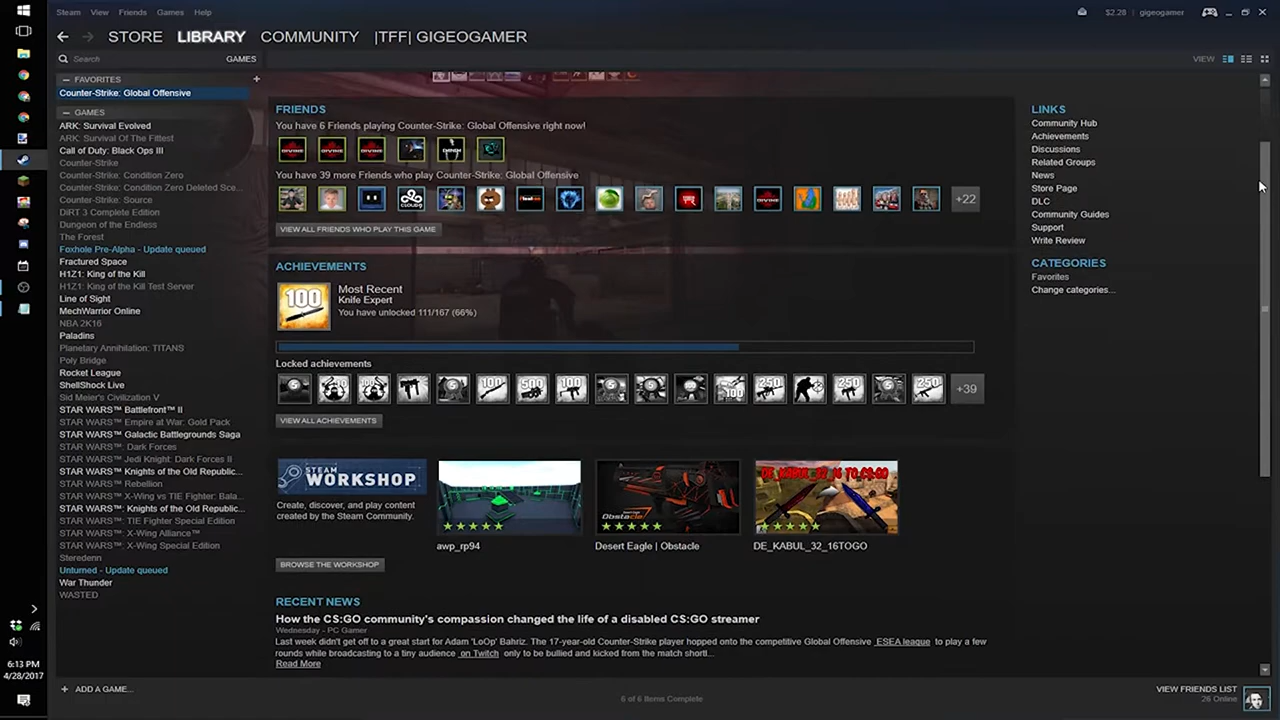 Steam View Friends Games Help
$2.28 gigeogamer
STORE LIBRARY COMMUNITY |TFF| GIGEOGAMER
Search GAMES
VIEW
— FAVORITES +
Counter-Strike: Global Offensive
— GAMES
ARK: Survival Evolved
ARK: Survival Of The Fittest
Call of Duty: Black Ops III
Counter-Strike
Counter-Strike: Condition Zero
Counter-Strike: Condition Zero Deleted Sce...
Counter-Strike: Source
DiRT 3 Complete Edition
Dungeon of the Endless
The Forest
Foxhole Pre-Alpha - Update queued
Fractured Space
H1Z1: King of the Kill
H1Z1: King of the Kill Test Server
Line of Sight
MechWarrior Online
NBA 2K16
Paladins
Planetary Annihilation: TITANS
Poly Bridge
Rocket League
ShellShock Live
Sid Meier's Civilization V
STAR WARS™ Battlefront™ II
STAR WARS™ Empire at War: Gold Pack
STAR WARS™ Galactic Battlegrounds Saga
STAR WARS™: Dark Forces
STAR WARS™ Jedi Knight: Dark Forces II
STAR WARS™ Knights of the Old Republic...
STAR WARS™ Rebellion
STAR WARS™ X-Wing vs TIE Fighter: Bala...
STAR WARS™: Knights of the Old Republic...
STAR WARS™: TIE Fighter Special Edition
STAR WARS™: X-Wing Alliance™
STAR WARS™: X-Wing Special Edition
Steredenn
Unturned - Update queued
War Thunder
WASTED
+ ADD A GAME...
6:13 PM
4/28/2017
FRIENDS
You have 6 Friends playing Counter-Strike: Global Offensive right now!
You have 39 more Friends who play Counter-Strike: Global Offensive
+22
VIEW ALL FRIENDS WHO PLAY THIS GAME
ACHIEVEMENTS
100
Most Recent
Knife Expert
You have unlocked 111/167 (66%)
Locked achievements
+39
VIEW ALL ACHIEVEMENTS
STEAM
WORKSHOP
Create, discover, and play content
created by the Steam Community.
BROWSE THE WORKSHOP
awp_rp94
Obstacle
Desert Eagle | Obstacle
DE_KABUL_32_16 TO CS:GO
DE_KABUL_32_16TOGO
RECENT NEWS
How the CS:GO community's compassion changed the life of a disabled CS:GO streamer
Wednesday - PC Gamer
Last week didn't get off to a great start for Adam 'LoOp' Bahriz. The 17-year-old Counter-Strike player hopped onto the competitive Global Offensive ESEA league to play a few
rounds while broadcasting to a tiny audience on Twitch only to be bullied and kicked from the match shortl...
Read More
LINKS
Community Hub
Achievements
Discussions
Related Groups
News
Store Page
DLC
Community Guides
Support
Write Review
CATEGORIES
Favorites
Change categories...
6 of 6 Items Complete
VIEW FRIENDS LIST
26 Online